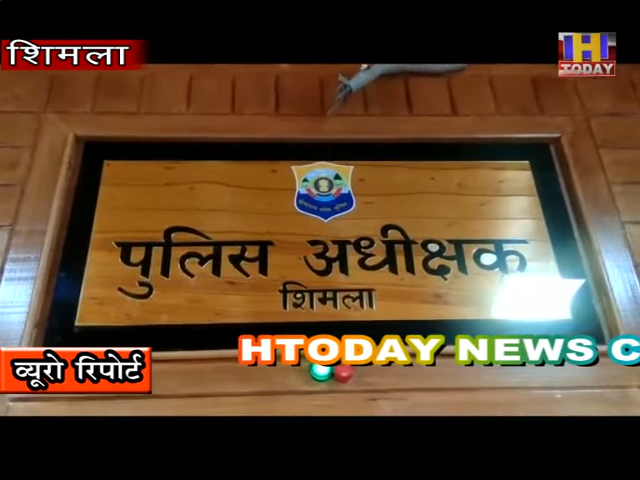 शिमला
H
TODAY
पुलिस अधीक्षक
शिमला
HTODAY NEWS C
व्यूरो रिपोर्ट